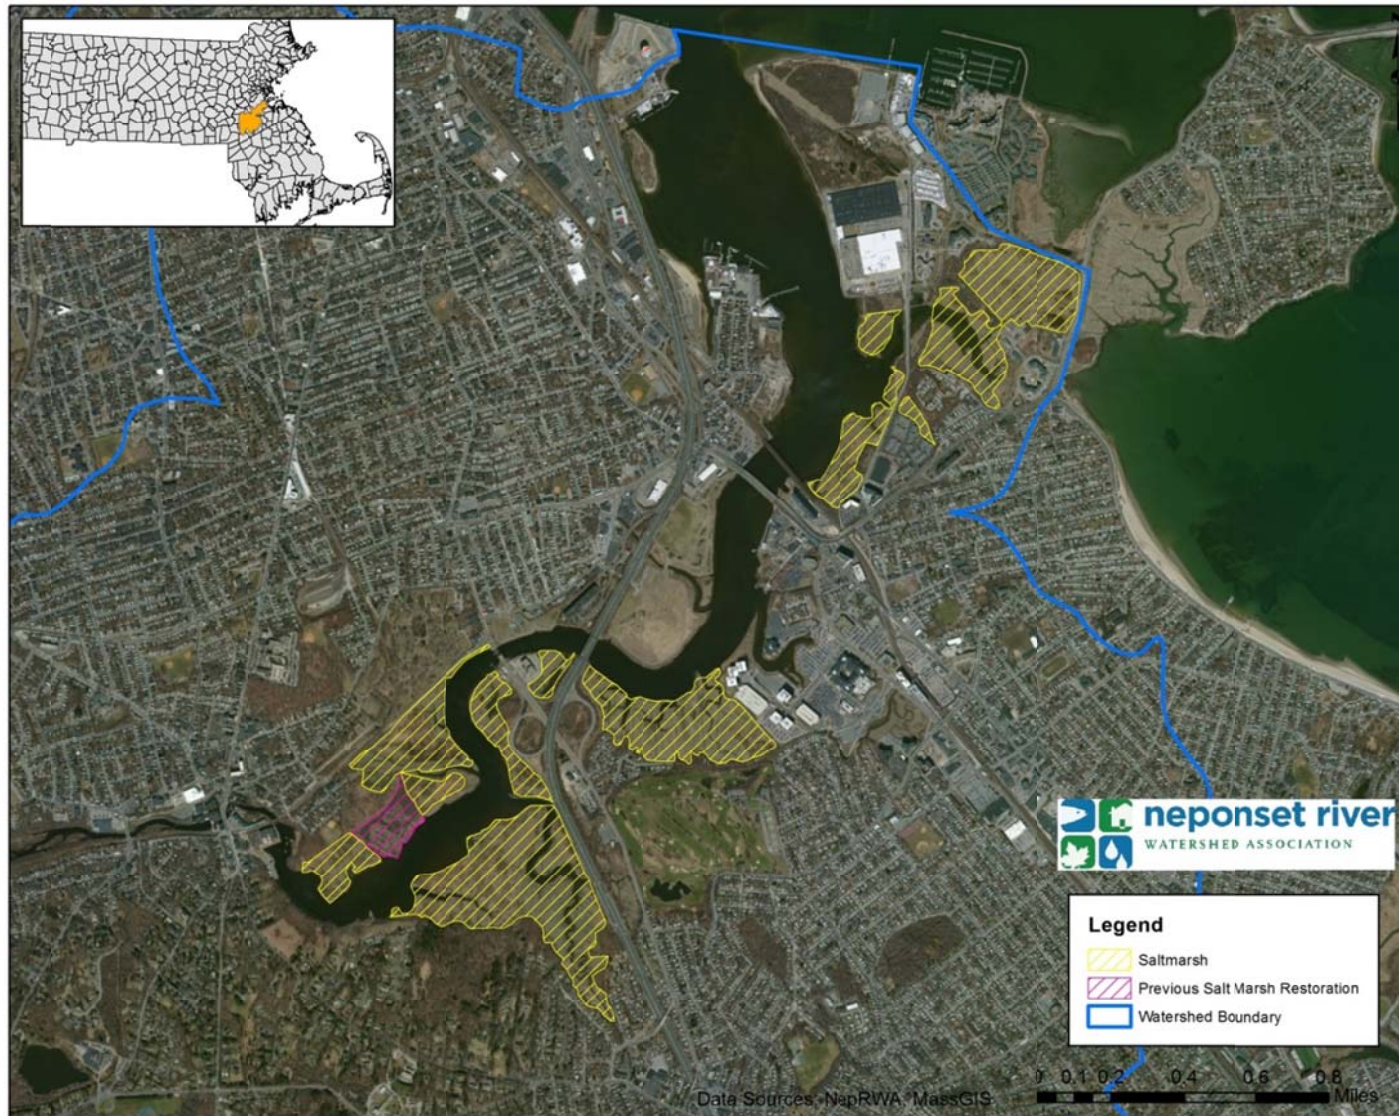 neponset river
WATERSHED ASSOCIATION
Legend
Saltmarsh
Previous Salt Marsh Restoration
Watershed Boundary
0 0.1 0.2 0.4 0.6 0.8
Miles
Data Sources: NepRWA, MassGIS